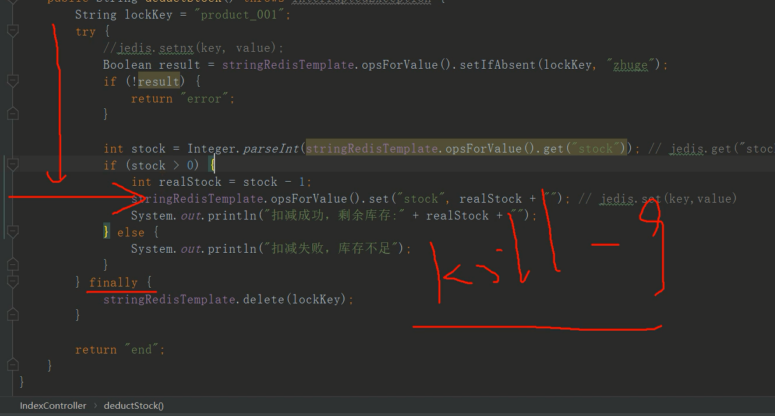 public String deductStock() throws InterruptedException {
String lockKey = "product_001";
try {
//jedis.setnx(key, value);
Boolean result = stringRedisTemplate.opsForValue().setIfAbsent(lockKey, "zhuge");
if (!result) {
return "error";
}
int stock = Integer.parseInt(stringRedisTemplate.opsForValue().get("stock")); // jedis.get("stoc
if (stock > 0) {
int realStock = stock - 1;
stringRedisTemplate.opsForValue().set("stock", realStock + ""); // jedis.set(key,value)
System.out.println("扣减成功，剩余库存:" + realStock + "");
} else {
System.out.println("扣减失败，库存不足");
}
kill -9
} finally {
stringRedisTemplate.delete(lockKey);
}
return "end";
}
}
IndexController › deductStock()